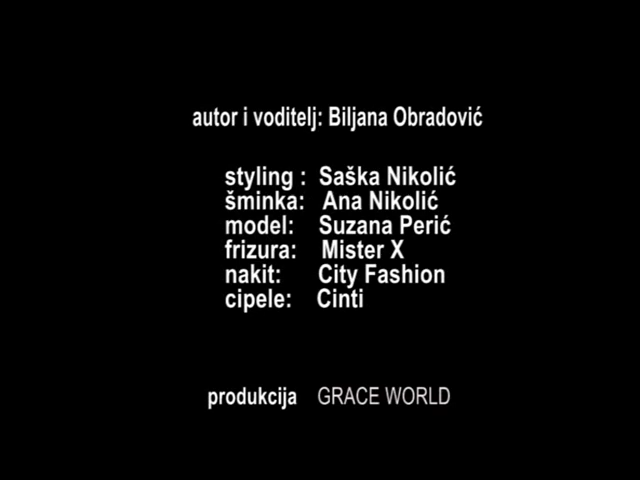 autor i voditelj: Biljana Obradović
styling : Saška Nikolić
šminka: Ana Nikolić
model: Suzana Perić
frizura: Mister X
nakit: City Fashion
cipele: Cinti
produkcija GRACE WORLD